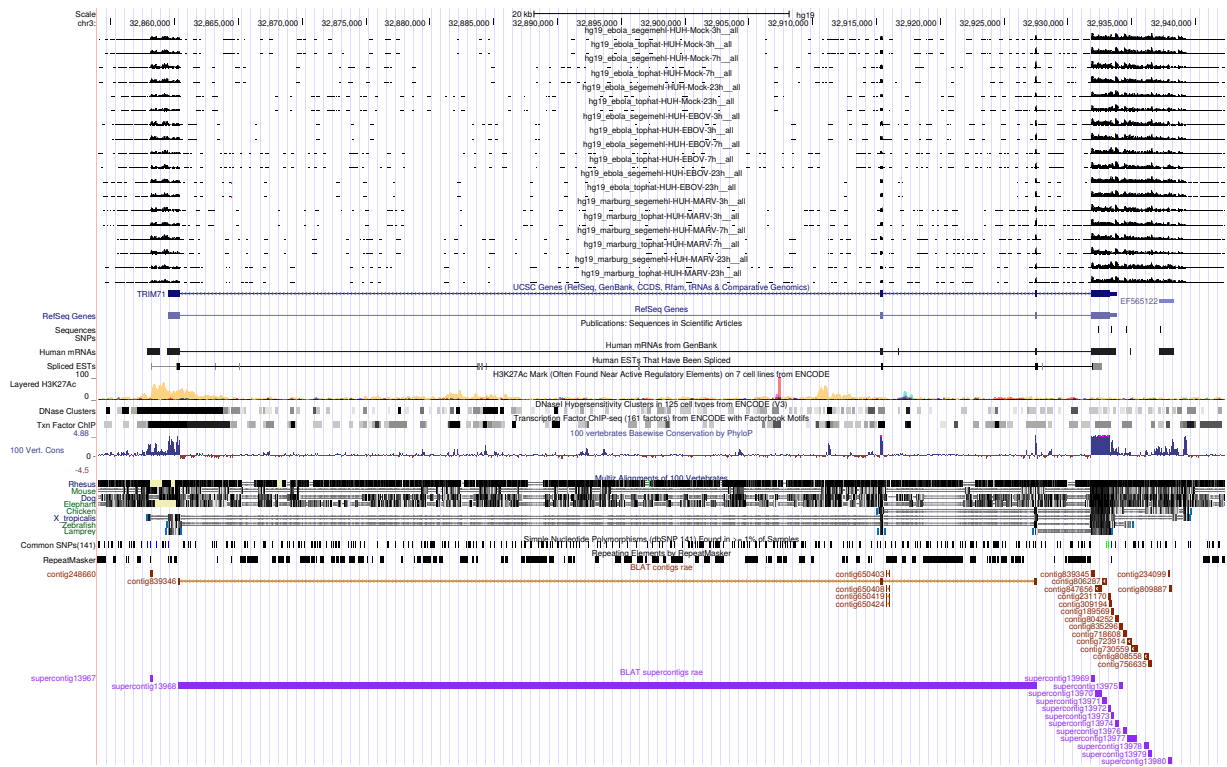 Scale 20 kb hg19
chr3: 32,860,000 32,865,000 32,870,000 32,875,000 32,880,000 32,885,000 32,890,000 32,895,000 32,900,000 32,905,000 32,910,000 32,915,000 32,920,000 32,925,000 32,930,000 32,935,000 32,940,000
hg19_ebola_segemehl-HUH-Mock-3h__all
hg19_ebola_tophat-HUH-Mock-3h__all
hg19_ebola_segemehl-HUH-Mock-7h__all
hg19_ebola_tophat-HUH-Mock-7h__all
hg19_ebola_segemehl-HUH-Mock-23h__all
hg19_ebola_tophat-HUH-Mock-23h__all
hg19_ebola_segemehl-HUH-EBOV-3h__all
hg19_ebola_tophat-HUH-EBOV-3h__all
hg19_ebola_segemehl-HUH-EBOV-7h__all
hg19_ebola_tophat-HUH-EBOV-7h__all
hg19_ebola_segemehl-HUH-EBOV-23h__all
hg19_ebola_tophat-HUH-EBOV-23h__all
hg19_marburg_segemehl-HUH-MARV-3h__all
hg19_marburg_tophat-HUH-MARV-3h__all
hg19_marburg_segemehl-HUH-MARV-7h__all
hg19_marburg_tophat-HUH-MARV-7h__all
hg19_marburg_segemehl-HUH-MARV-23h__all
hg19_marburg_tophat-HUH-MARV-23h__all
UCSC Genes (RefSeq, GenBank, CCDS, Rfam, tRNAs & Comparative Genomics)
TRIM71
EF565122
RefSeq Genes
RefSeq Genes
Publications: Sequences in Scientific Articles
Sequences
SNPs
Human mRNAs from GenBank
Human mRNAs
Human ESTs That Have Been Spliced
Spliced ESTs
H3K27Ac Mark (Often Found Near Active Regulatory Elements) on 7 cell lines from ENCODE
100
Layered H3K27Ac
0
DNaseI Hypersensitivity Clusters in 125 cell types from ENCODE (V3)
DNase Clusters
Transcription Factor ChIP-seq (161 factors) from ENCODE with Factorbook Motifs
Txn Factor ChIP
100 vertebrates Basewise Conservation by PhyloP
4.88
100 Vert. Cons
0
-4.5
Multiz Alignments of 100 Vertebrates
Rhesus
Mouse
Dog
Elephant
Chicken
X_tropicalis
Zebrafish
Lamprey
Simple Nucleotide Polymorphisms (dbSNP 141) Found in >= 1% of Samples
Common SNPs(141)
Repeating Elements by RepeatMasker
RepeatMasker
BLAT contigs rae
contig248660 contig650403 contig839345 contig234099
contig839346 contig806287
contig650408 contig847656 contig809887
contig650419 contig231170
contig650424 contig309194
contig189569
contig804252
contig835296
contig718608
contig723914
contig730559
contig808558
contig756635
BLAT supercontigs rae
supercontig13967 supercontig13969
supercontig13968 supercontig13975
supercontig13970
supercontig13971
supercontig13972
supercontig13973
supercontig13974
supercontig13976
supercontig13977
supercontig13978
supercontig13979
supercontig13980